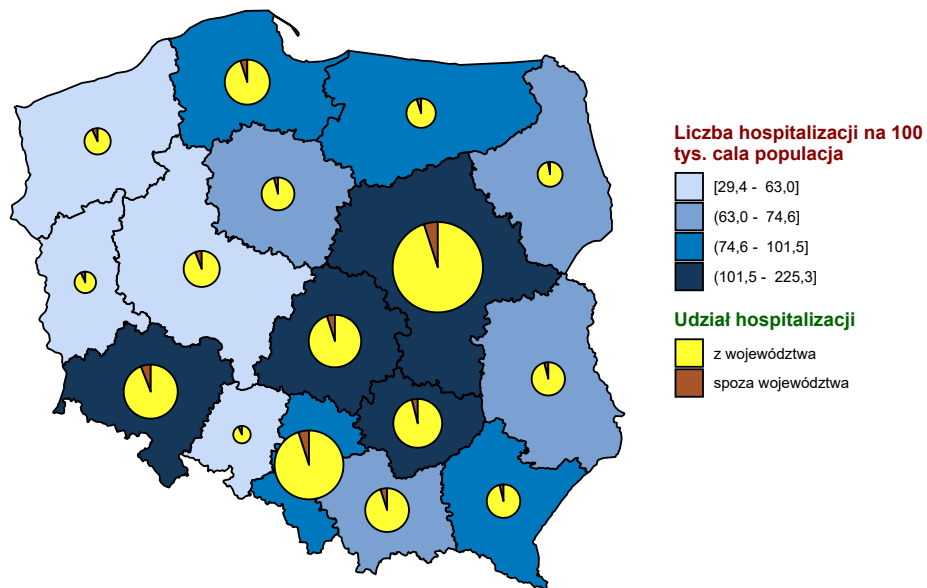 Liczba hospitalizacji na 100
tys. cala populacja
[29,4 - 63,0]
(63,0 - 74,6]
(74,6 - 101,5]
(101,5 - 225,3]
Udział hospitalizacji
z województwa
spoza województwa